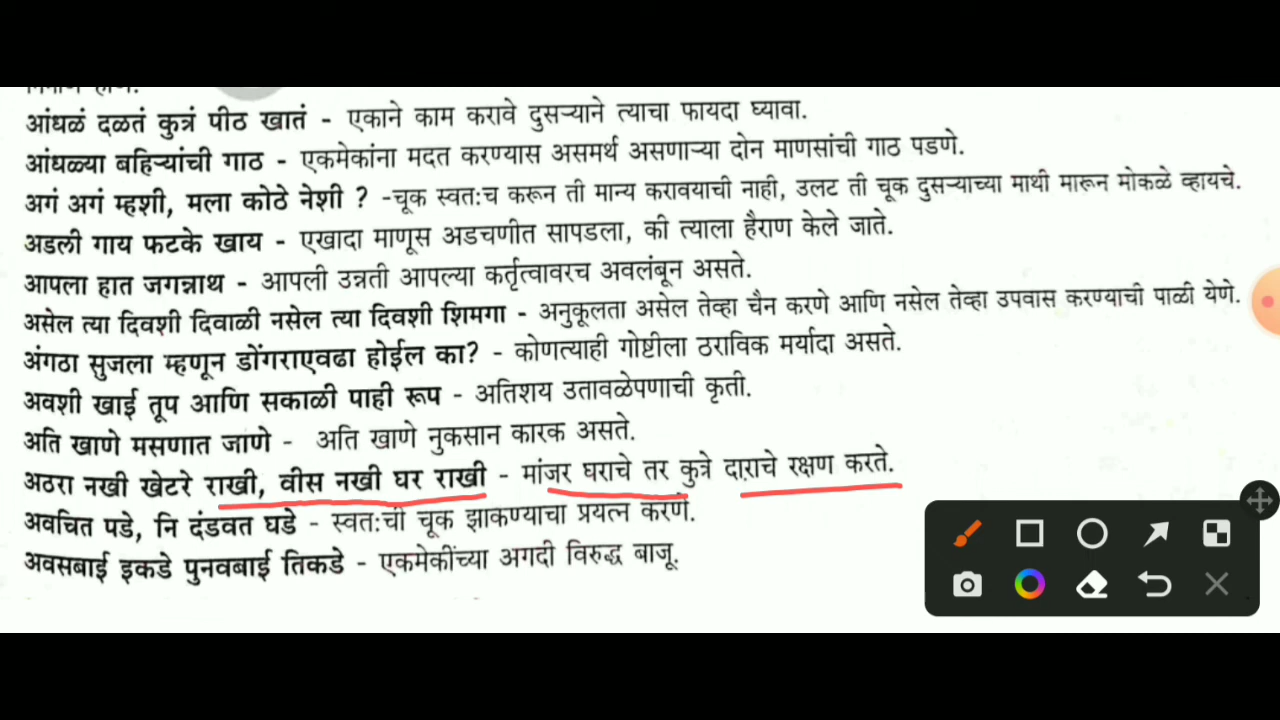 आंधळं दळतं कुत्रं पीठ खातं - एकाने काम करावे दुसऱ्याने त्याचा फायदा घ्यावा.
आंधळ्या बहिऱ्यांची गाठ - एकमेकांना मदत करण्यास असमर्थ असणाऱ्या दोन माणसांची गाठ पडणे.
अगं अगं म्हशी, मला कोठे नेशी ? -चूक स्वतःच करून ती मान्य करावयाची नाही, उलट ती चूक दुसऱ्याच्या माथी मारून मोकळे व्हायचे.
अडली गाय फटके खाय - एखादा माणूस अडचणीत सापडला, की त्याला हैराण केले जाते.
आपला हात जगन्नाथ - आपली उन्नती आपल्या कर्तृत्वावरच अवलंबून असते.
असेल त्या दिवशी दिवाळी नसेल त्या दिवशी शिमगा - अनुकूलता असेल तेव्हा चैन करणे आणि नसेल तेव्हा उपवास करण्याची पाळी येणे.
अंगठा सुजला म्हणून डोंगराएवढा होईल का? - कोणत्याही गोष्टीला ठराविक मर्यादा असते.
अवशी खाई तूप आणि सकाळी पाही रूप - अतिशय उतावळेपणाची कृती.
अति खाणे मसणात जाणे - अति खाणे नुकसान कारक असते.
अठरा नखी खेटरे राखी, वीस नखी घर राखी - मांजर घराचे तर कुत्रे दाराचे रक्षण करते.
अवचित पडे, नि दंडवत घडे - स्वतःची चूक झाकण्याचा प्रयत्न करणे.
अवसबाई इकडे पुनवबाई तिकडे - एकमेकींच्या अगदी विरुद्ध बाजू.